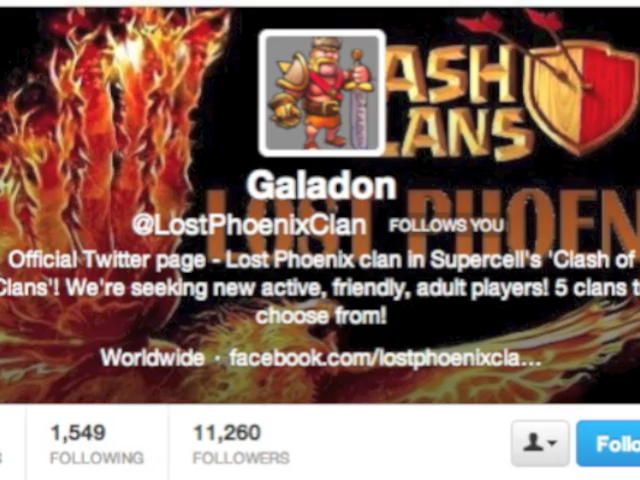 ASH
LANS
Galadon
@LostPhoenixClan FOLLOWS YOU
LOST PHOEN
Official Twitter page - Lost Phoenix clan in Supercell's 'Clash of
Clans'! We're seeking new active, friendly, adult players! 5 clans t
choose from!
Worldwide · facebook.com/lostphoenixcla...
1,549
FOLLOWING
11,260
FOLLOWERS
Follo